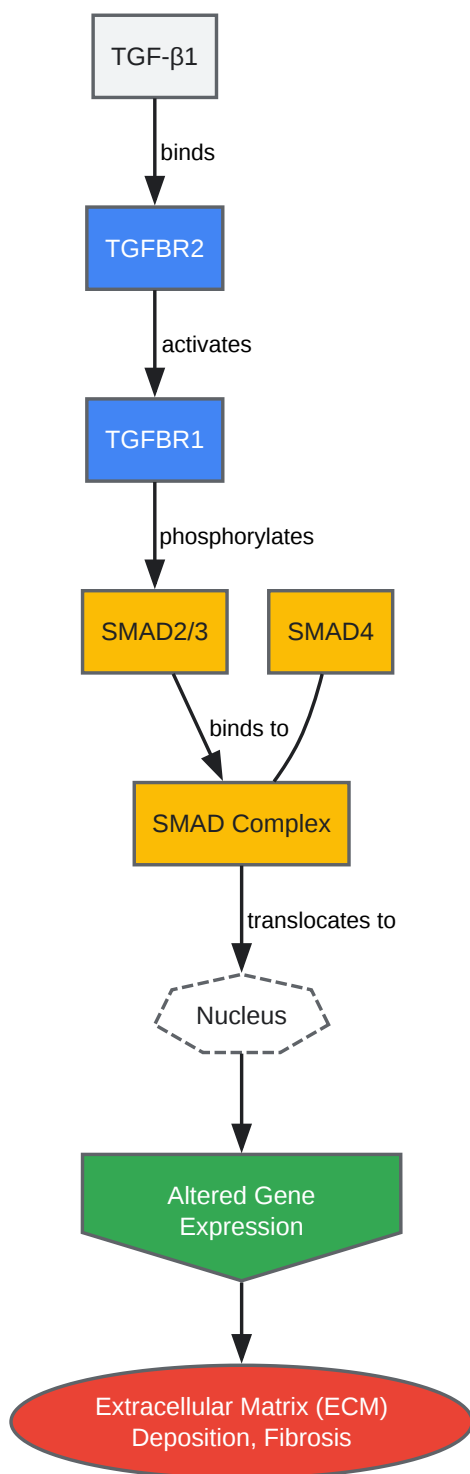 TGF-β1
binds
TGFBR2
activates
TGFBR1
phosphorylates
SMAD2/3
SMAD4
binds to
SMAD Complex
translocates to
Nucleus
Altered Gene
Expression
Extracellular Matrix (ECM)
Deposition, Fibrosis